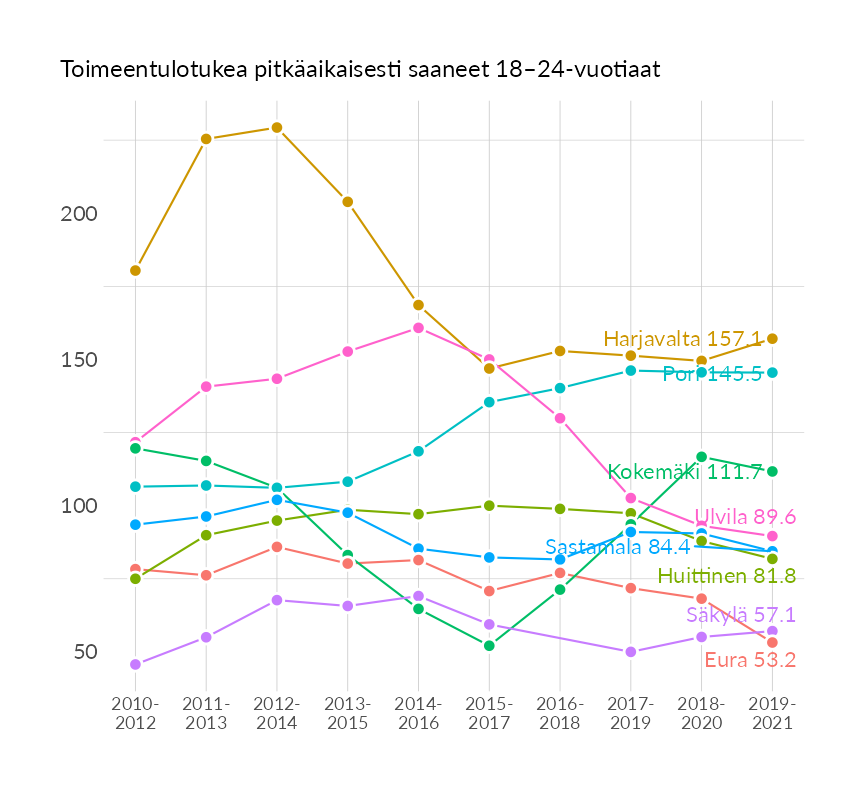 Toimeentulotukea pitkäaikaisesti saaneet 18–24-vuotiaat
200
150
100
50
Harjavalta 157.1
Pori 145.5
Kokemäki 111.7
Ulvila 89.6
Sastamala 84.4
Huittinen 81.8
Säkylä 57.1
Eura 53.2
2010-
2012
2011-
2013
2012-
2014
2013-
2015
2014-
2016
2015-
2017
2016-
2018
2017-
2019
2018-
2020
2019-
2021